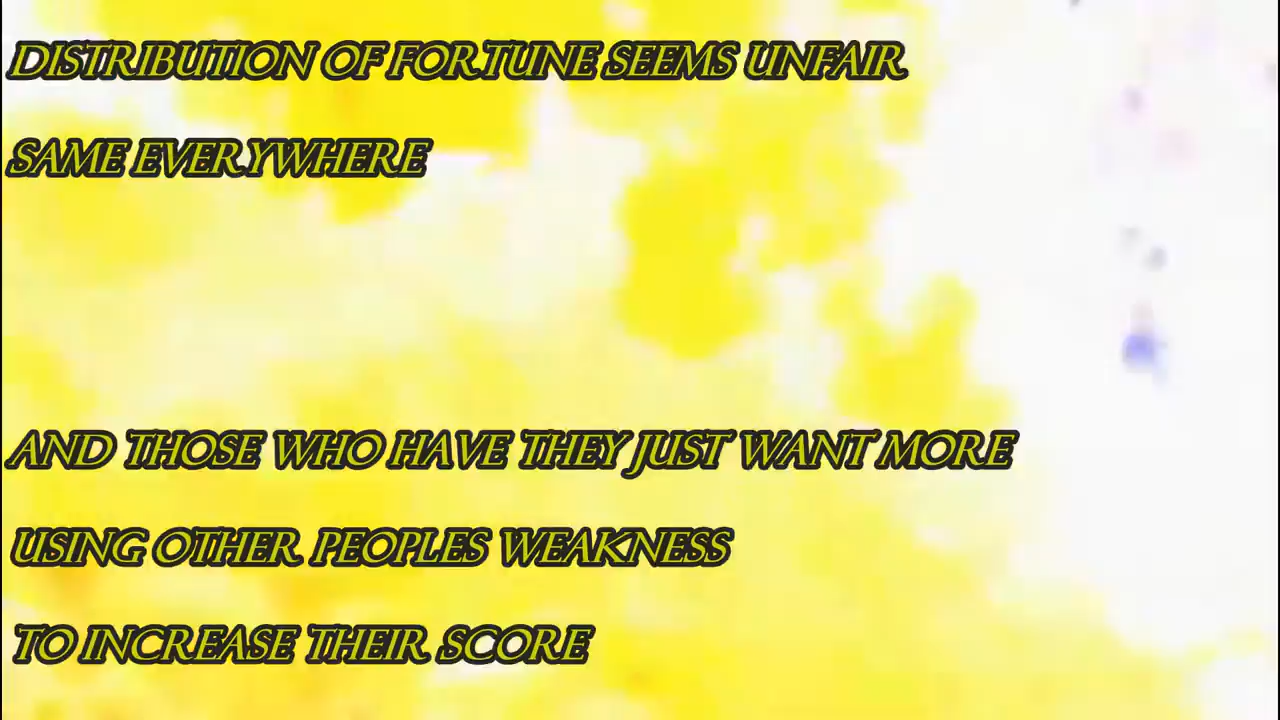 DISTRIBUTION OF FORTUNE SEEMS UNFAIR
SAME EVERYWHERE
AND THOSE WHO HAVE THEY JUST WANT MORE
USING OTHER PEOPLES WEAKNESS
TO INCREASE THEIR SCORE